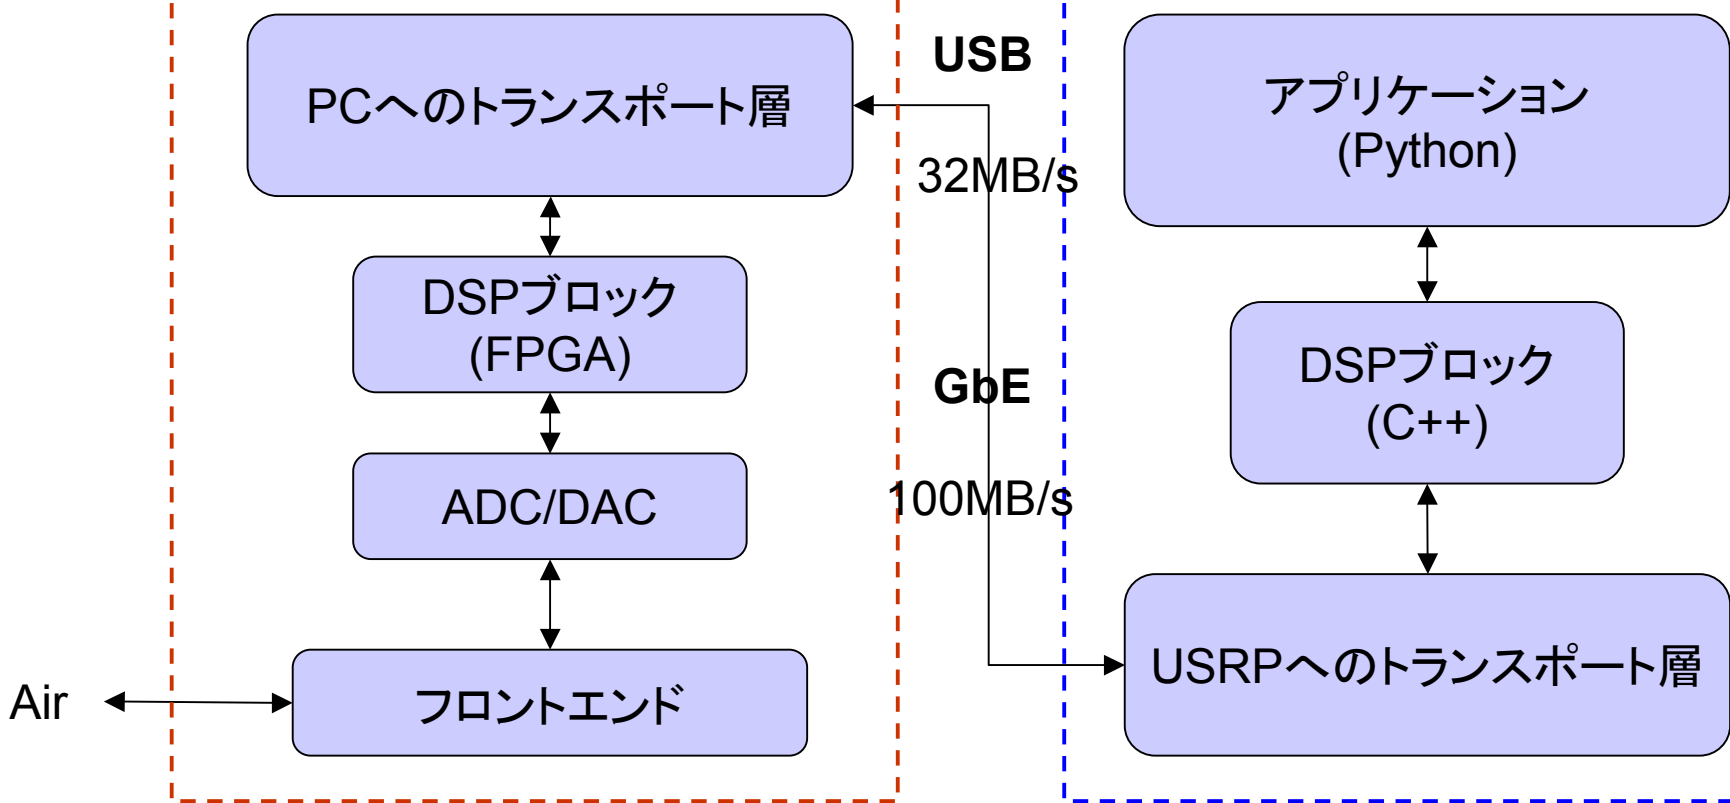 PCへのトランスポート層
DSPブロック
(FPGA)
ADC/DAC
フロントエンド
Air
USB
32MB/s
GbE
100MB/s
アプリケーション
(Python)
DSPブロック
(C++)
USRPへのトランスポート層